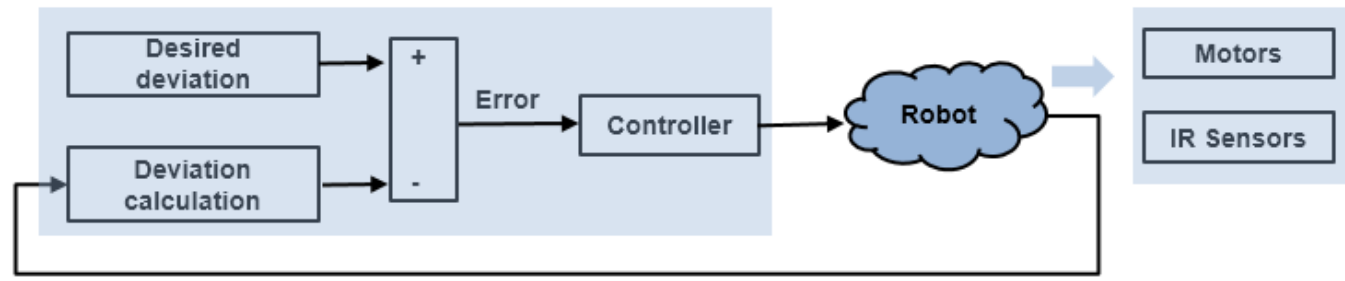 Desired
deviation
+
Error
Controller
Robot
Motors
IR Sensors
Deviation
calculation
-